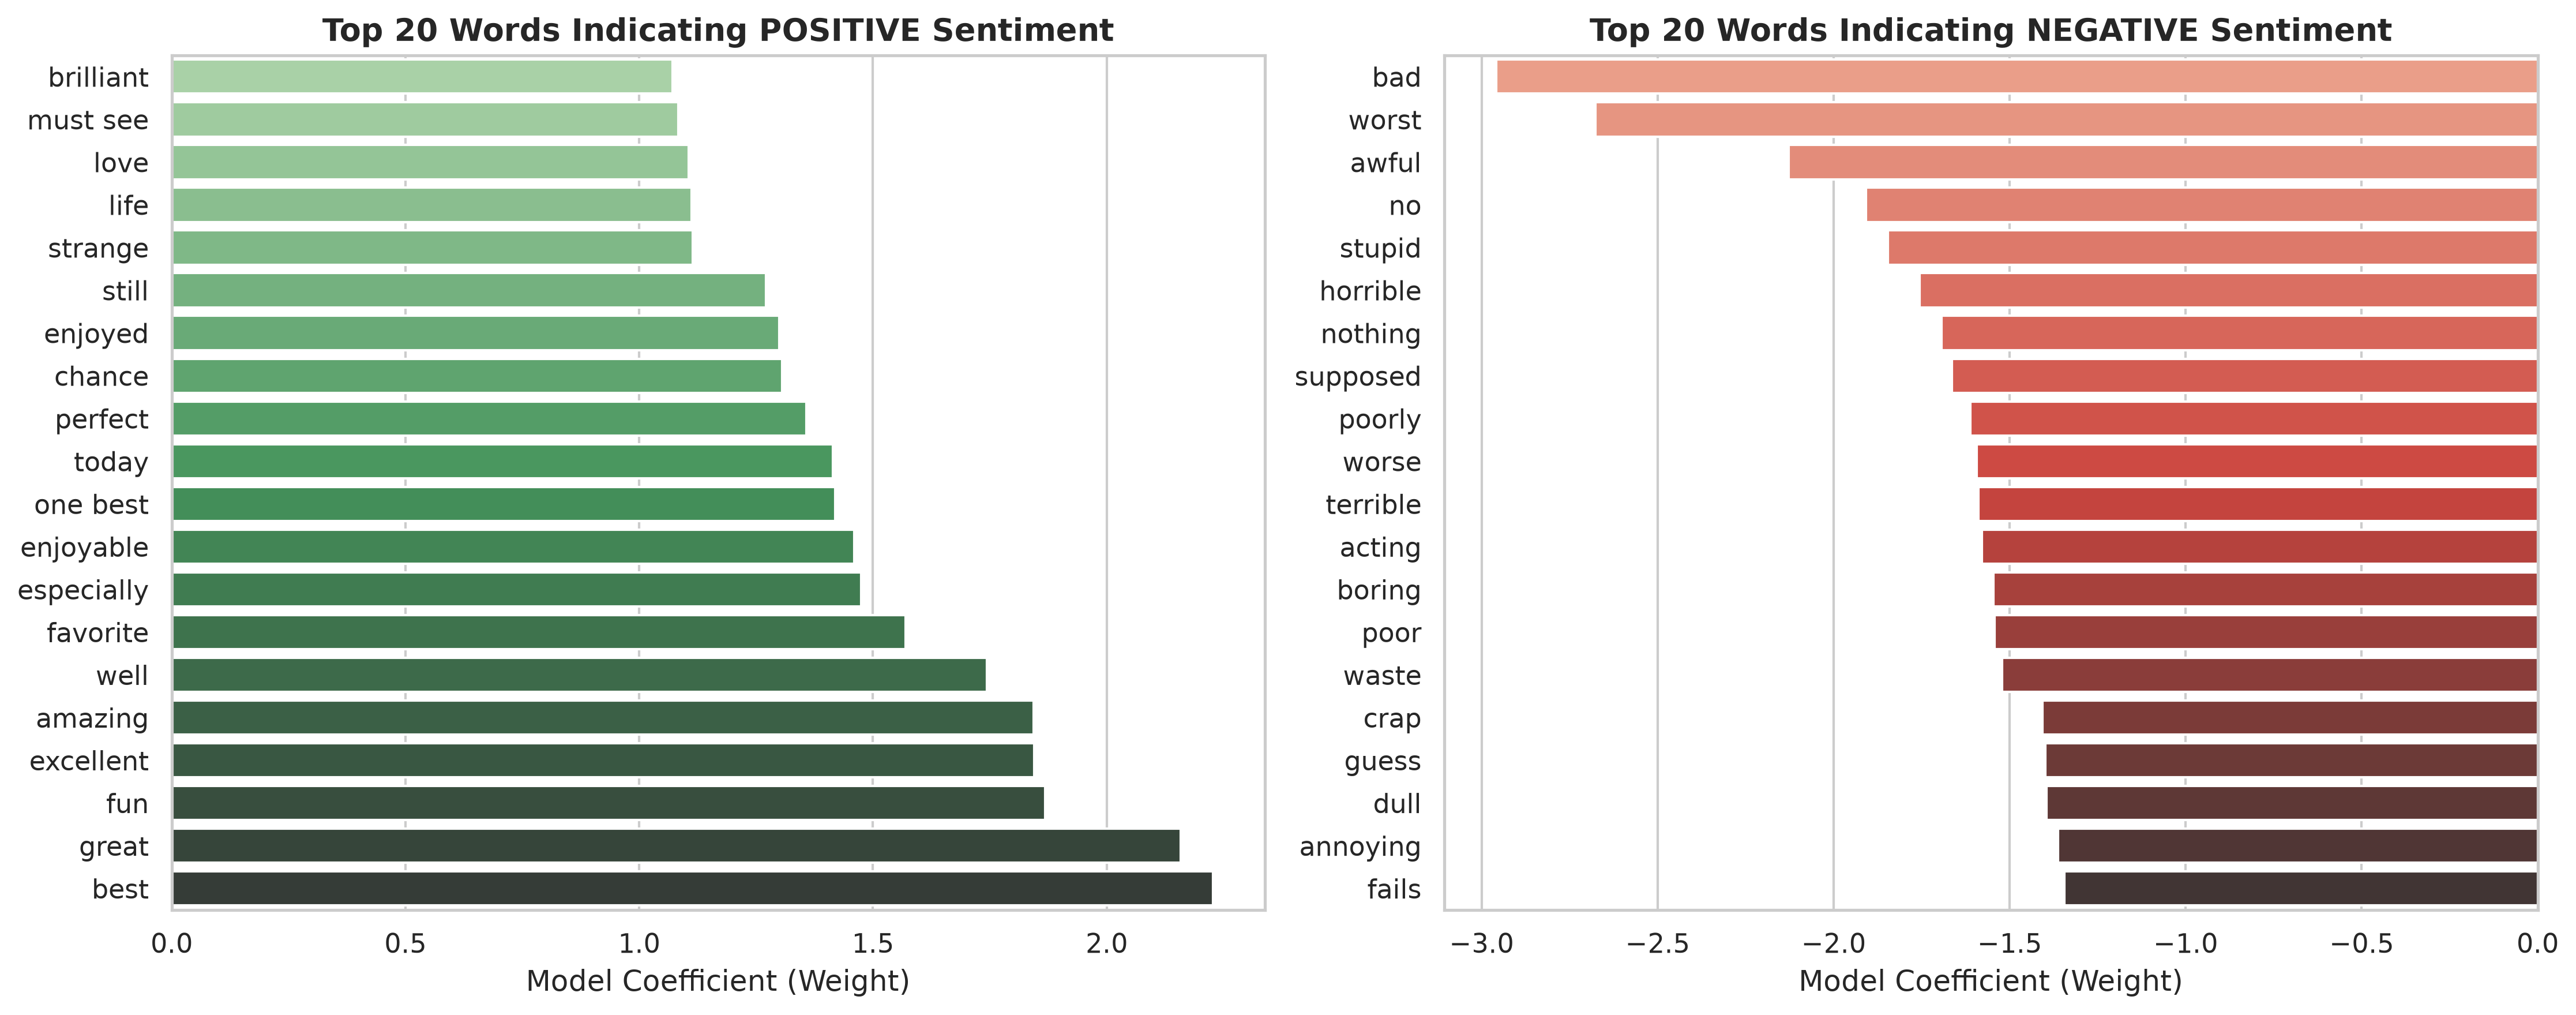 Top 20 Words Indicating POSITIVE Sentiment
brilliant
must see
love
life
strange
still
enjoyed
chance
perfect
today
one best
enjoyable
especially
favorite
well
amazing
excellent
fun
great
best
0.0 0.5 1.0 1.5 2.0
Model Coefficient (Weight)
Top 20 Words Indicating NEGATIVE Sentiment
bad
worst
awful
no
stupid
horrible
nothing
supposed
poorly
worse
terrible
acting
boring
poor
waste
crap
guess
dull
annoying
fails
−3.0 −2.5 −2.0 −1.5 −1.0 −0.5 0.0
Model Coefficient (Weight)